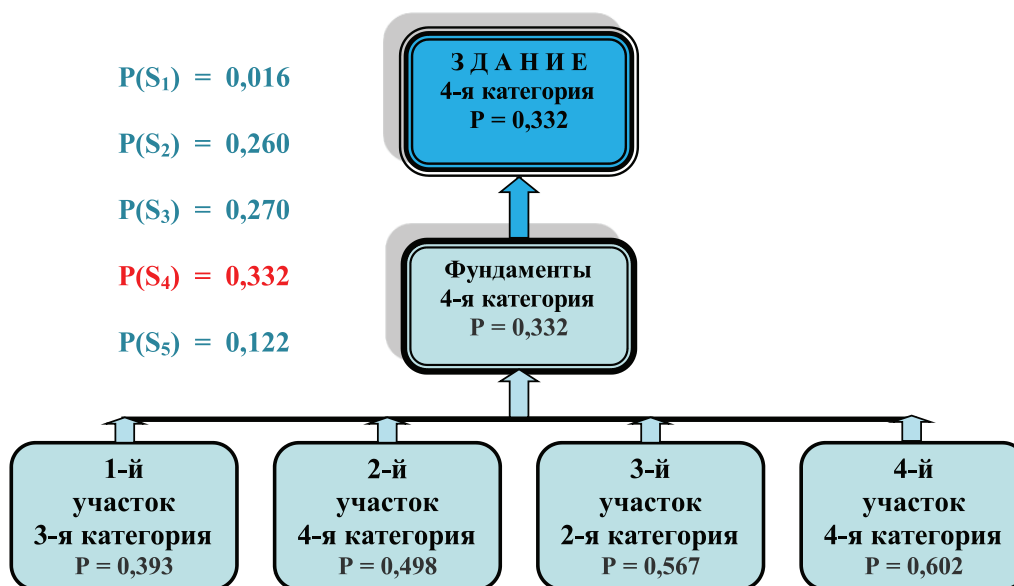 P(S₁) = 0,016
P(S₂) = 0,260
P(S₃) = 0,270
P(S₄) = 0,332
P(S₅) = 0,122
З Д А Н И Е
4-я категория
P = 0,332
Фундаменты
4-я категория
P = 0,332
1-й
участок
3-я категория
P = 0,393
2-й
участок
4-я категория
P = 0,498
3-й
участок
2-я категория
P = 0,567
4-й
участок
4-я категория
P = 0,602